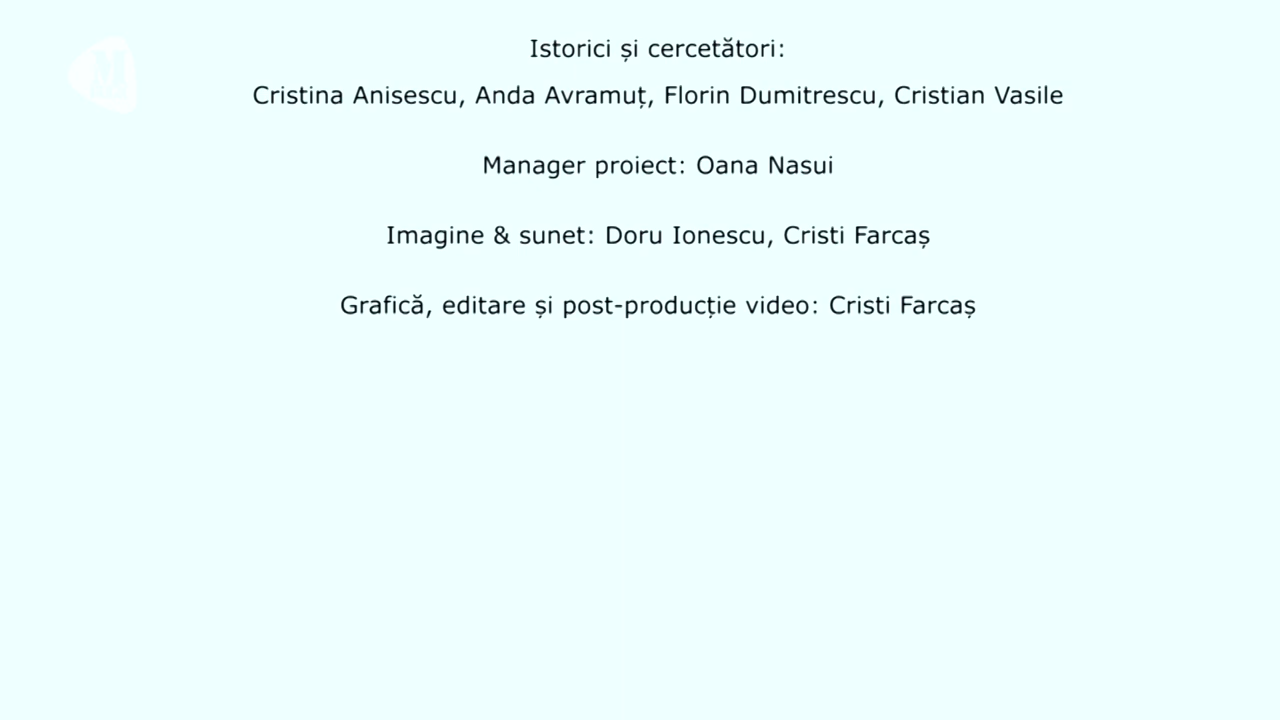 Istorici și cercetători:
Cristina Anisescu, Anda Avramuț, Florin Dumitrescu, Cristian Vasile
Manager proiect: Oana Nasui
Imagine & sunet: Doru Ionescu, Cristi Farcaș
Grafică, editare și post-producție video: Cristi Farcaș